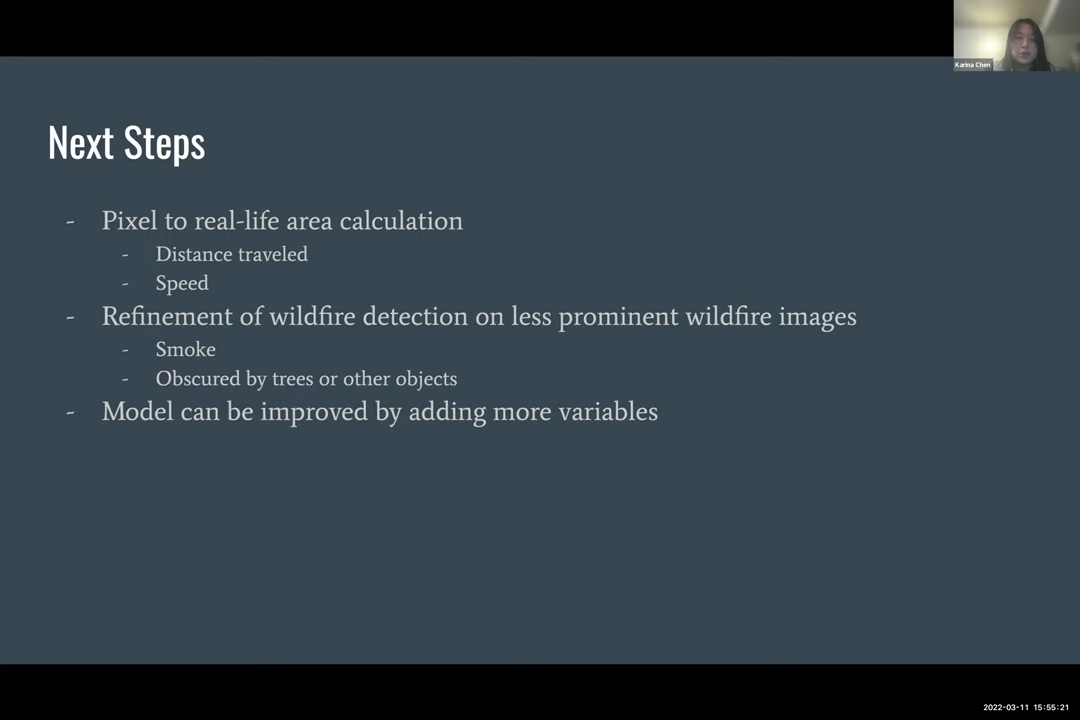 Karina Chen
Next Steps
- Pixel to real-life area calculation
- Distance traveled
- Speed
- Refinement of wildfire detection on less prominent wildfire images
- Smoke
- Obscured by trees or other objects
- Model can be improved by adding more variables
2022-03-11 15:55:21